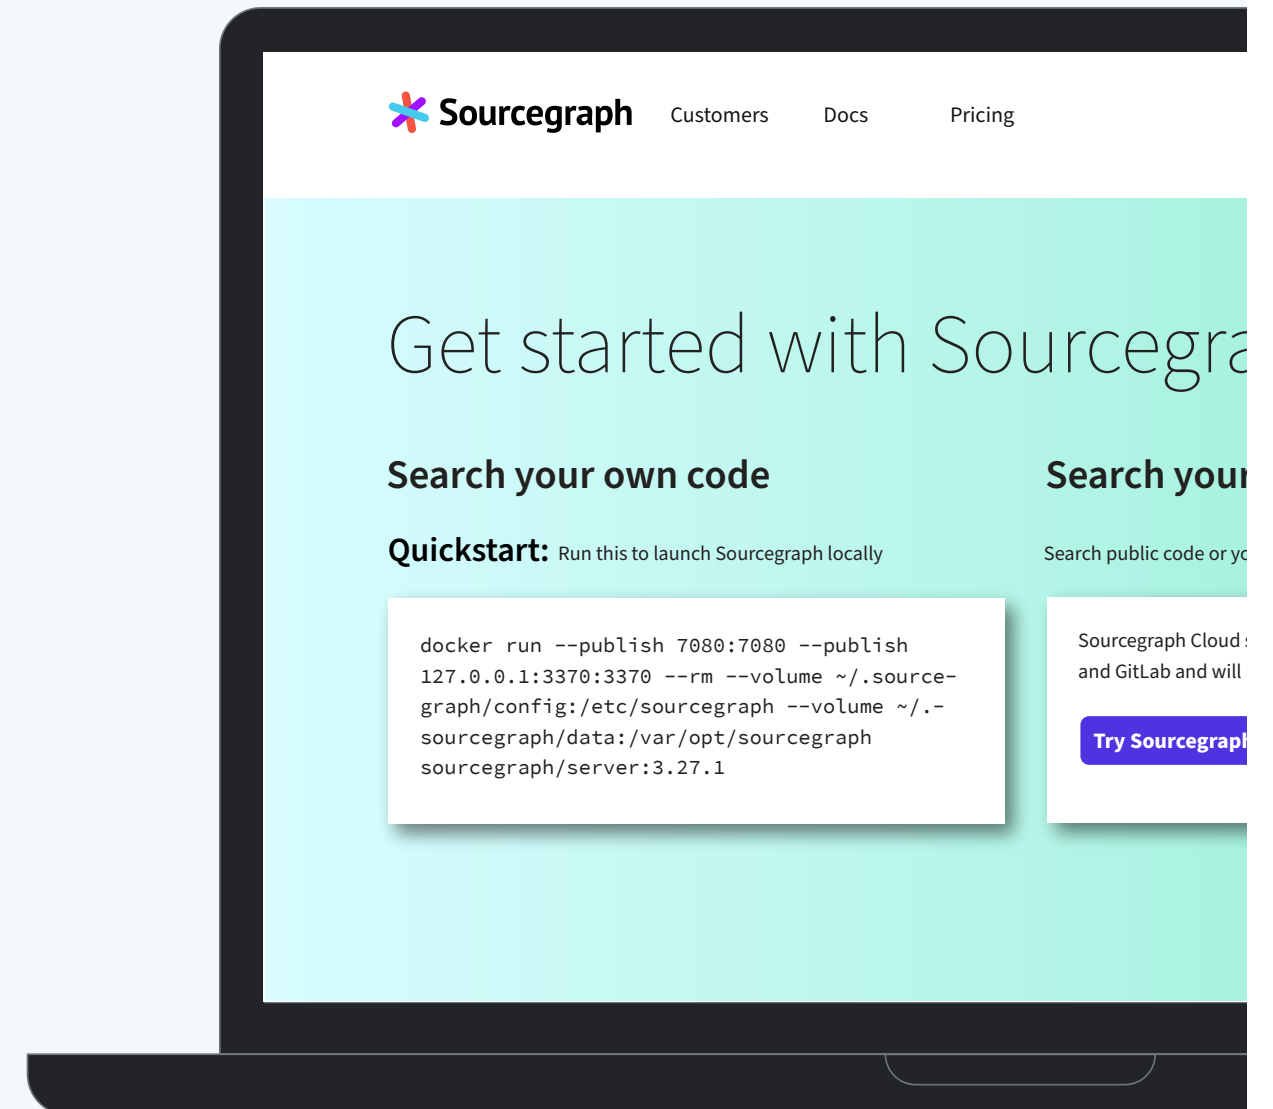 Sourcegraph Customers Docs Pricing
Get started with Sourcegra
Search your own code
Quickstart: Run this to launch Sourcegraph locally
docker run --publish 7080:7080 --publish
127.0.0.1:3370:3370 --rm --volume ~/.source-
graph/config:/etc/sourcegraph --volume ~/.-
sourcegraph/data:/var/opt/sourcegraph
sourcegraph/server:3.27.1
Search your
Search public code or yo
Sourcegraph Cloud
and GitLab and will
Try Sourcegraph